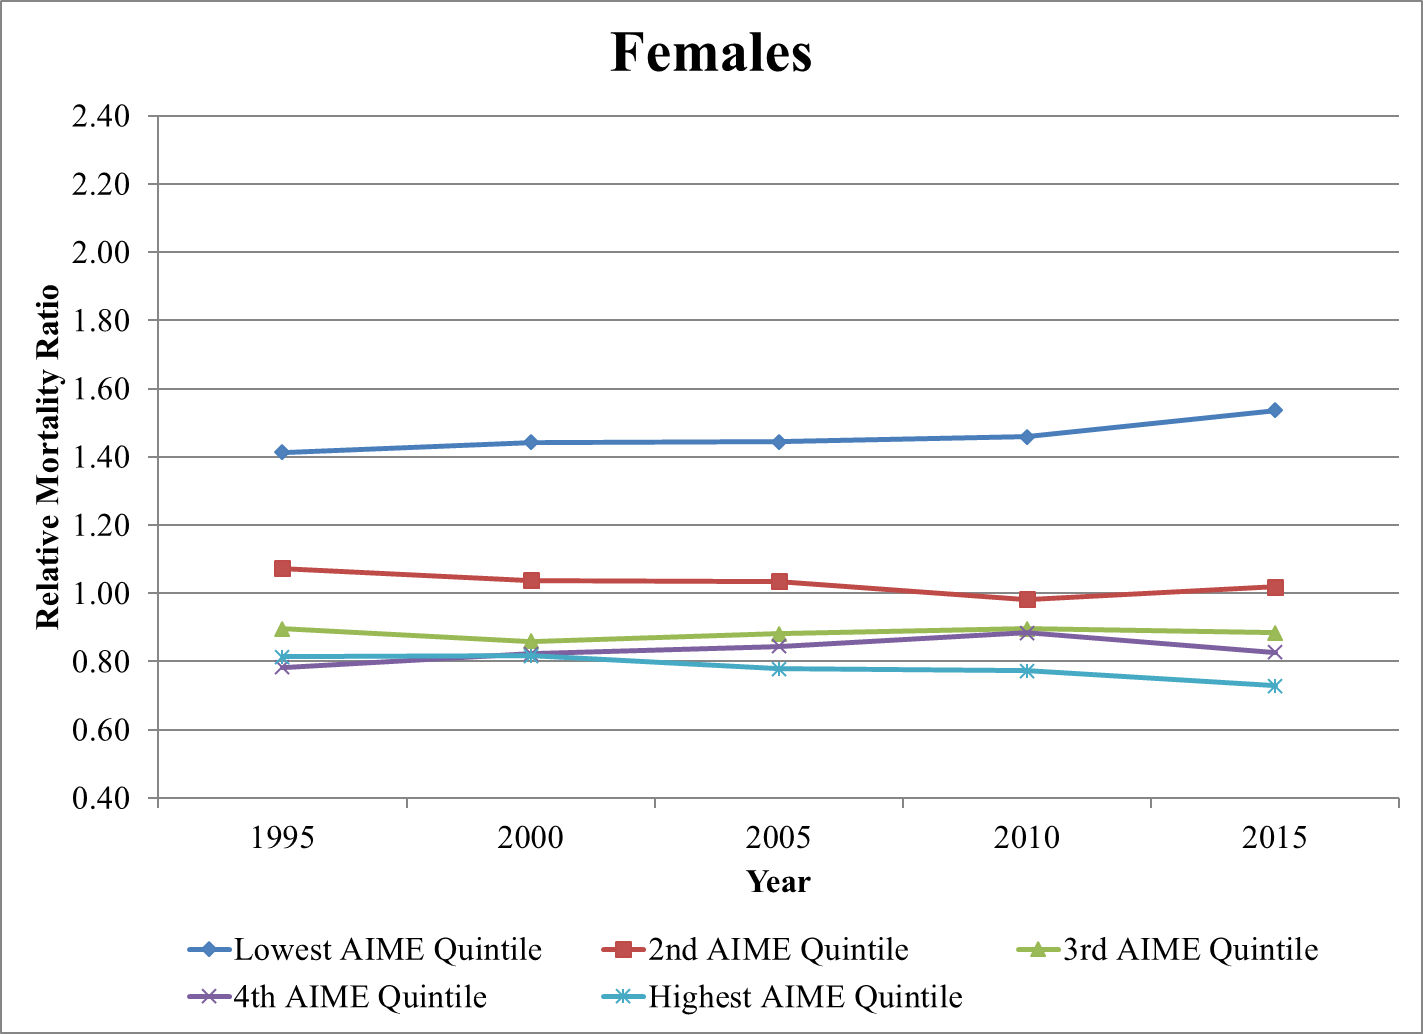 Females
2.40
2.20
2.00
1.80
1.60
1.40
1.20
1.00
0.80
0.60
0.40
Relative Mortality Ratio
1995 2000 2005 2010 2015
Year
Lowest AIME Quintile 2nd AIME Quintile 3rd AIME Quintile
4th AIME Quintile Highest AIME Quintile